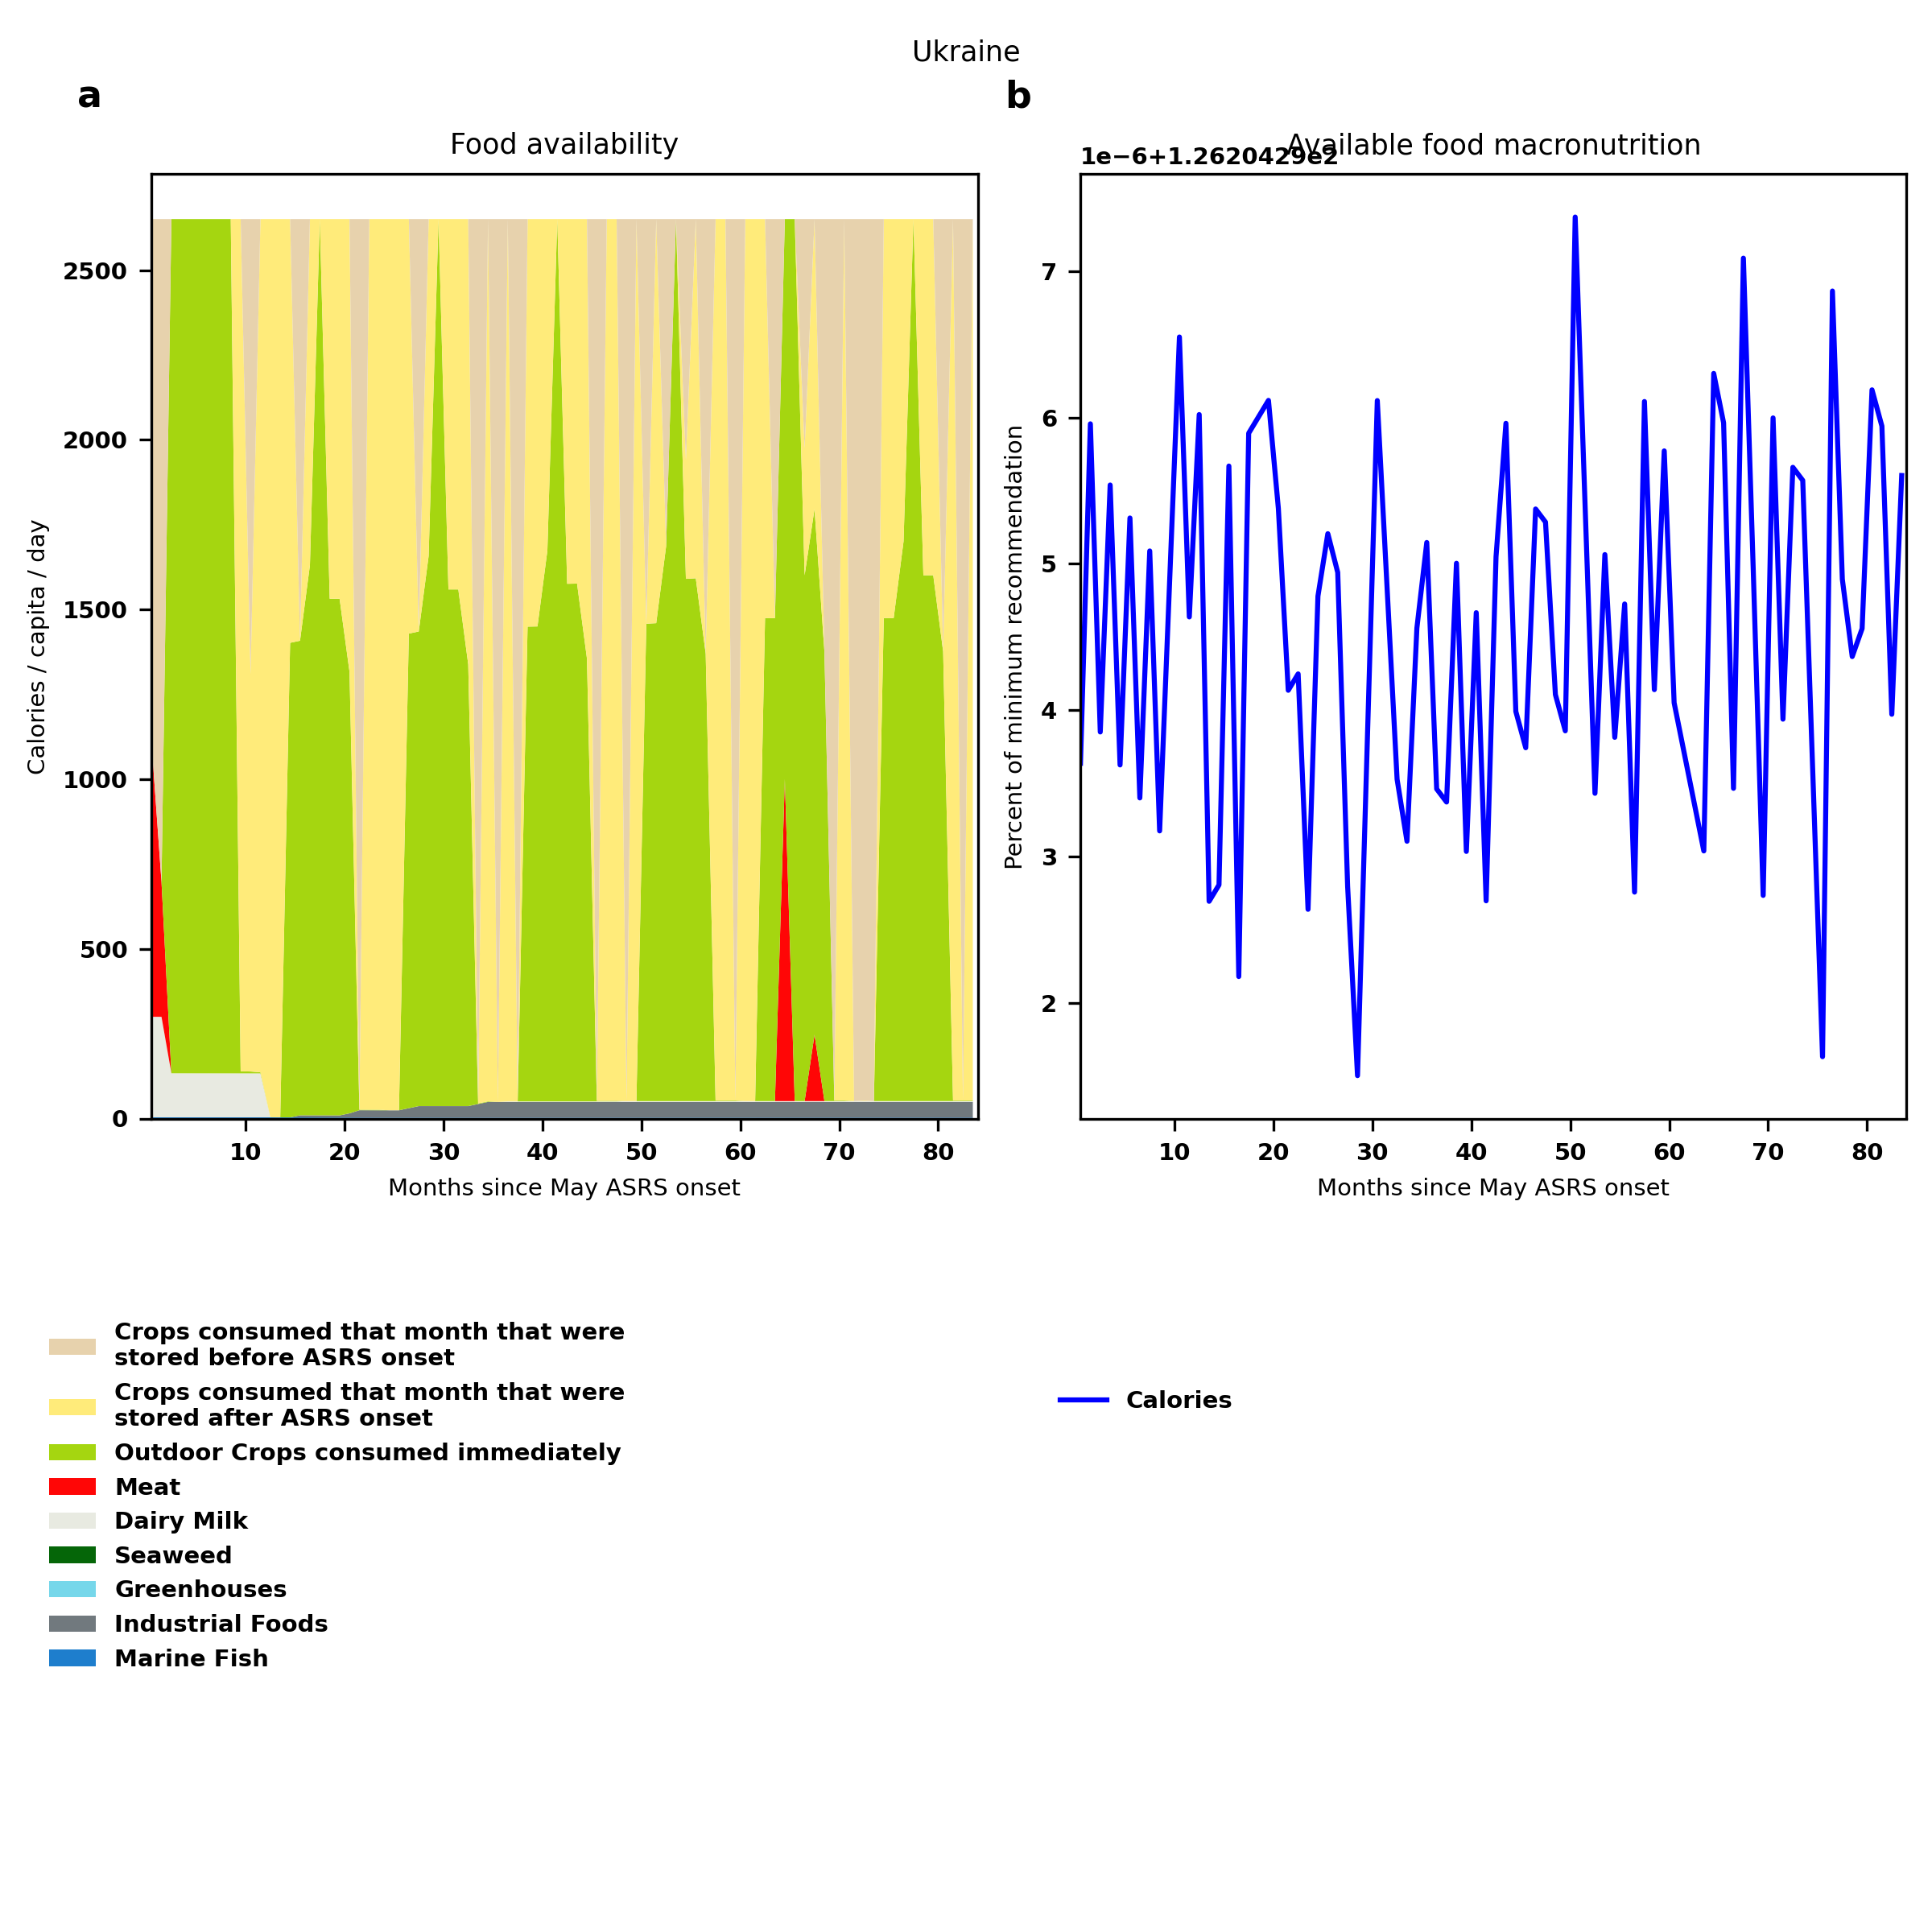 Ukraine
a
b
Food availability
Available food macronutrition
1e−6+1.2620429e2
Calories / capita / day
2500
2000
1500
1000
500
0
10 20 30 40 50 60 70 80
Months since May ASRS onset
Percent of minimum recommendation
7
6
5
4
3
2
10 20 30 40 50 60 70 80
Months since May ASRS onset
Crops consumed that month that were
stored before ASRS onset
Crops consumed that month that were
stored after ASRS onset
Outdoor Crops consumed immediately
Meat
Dairy Milk
Seaweed
Greenhouses
Industrial Foods
Marine Fish
Calories